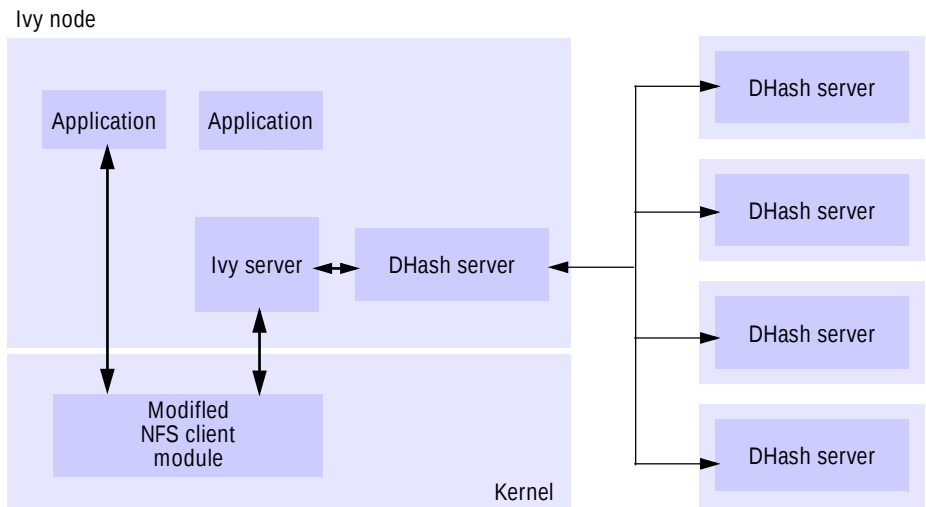 Ivy node
Application
Application
Ivy server
DHash server
Modifled
NFS client
module
Kernel
DHash server
DHash server
DHash server
DHash server